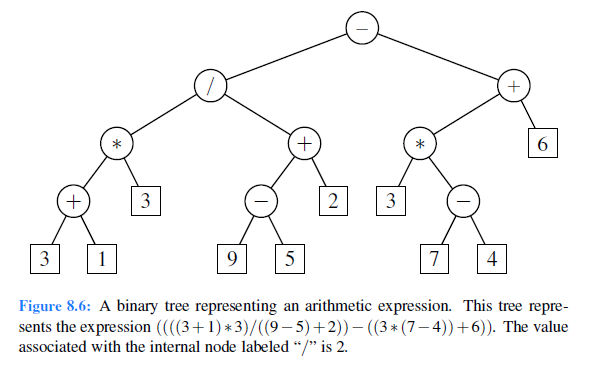 −
/ +
* + * 6
+ 3 − 2 3 −
3 1 9 5 7 4
Figure 8.6: A binary tree representing an arithmetic expression. This tree repre-
sents the expression ((((3+1)∗3)/((9−5)+2))−((3∗(7−4))+6)). The value
associated with the internal node labeled “/” is 2.